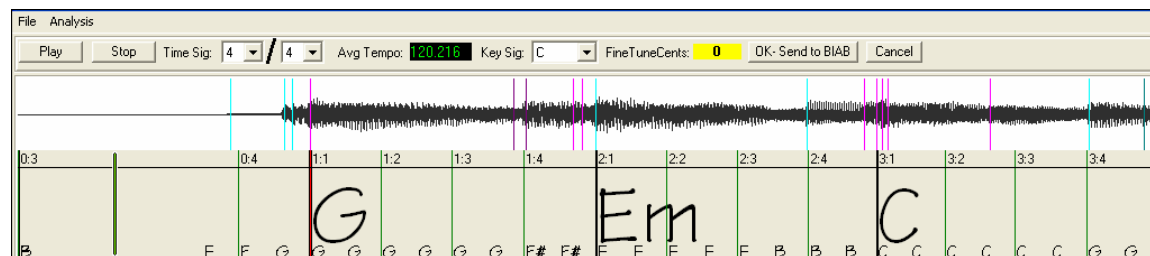 File Analysis
Play Stop Time Sig: 4 / 4 Avg Tempo: 120.216 Key Sig: C FineTuneCents: 0 OK- Send to BIAB Cancel
0:3 0:4 1:1 1:2 1:3 1:4 2:1 2:2 2:3 2:4 3:1 3:2 3:3 3:4
G Em C
B F F G G G G G G G F# F# E E E E E B B B C C C C C C G G